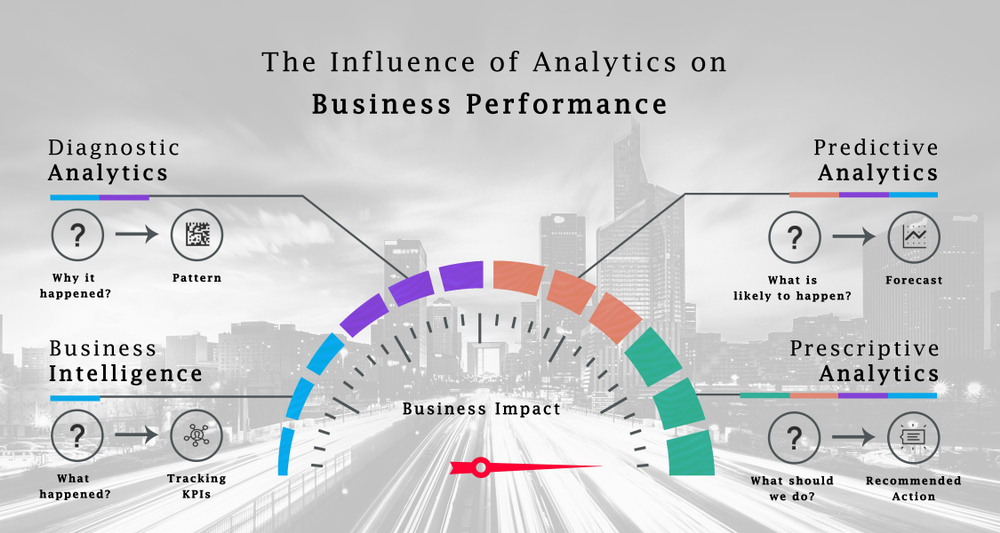 The Influence of Analytics on
Business Performance
Diagnostic
Analytics
?
Why it
happened?
Pattern
Predictive
Analytics
?
What is
likely to happen?
Forecast
Business
Intelligence
?
What
happened?
Tracking
KPIs
Business Impact
Prescriptive
Analytics
?
What should
we do?
Recommended
Action